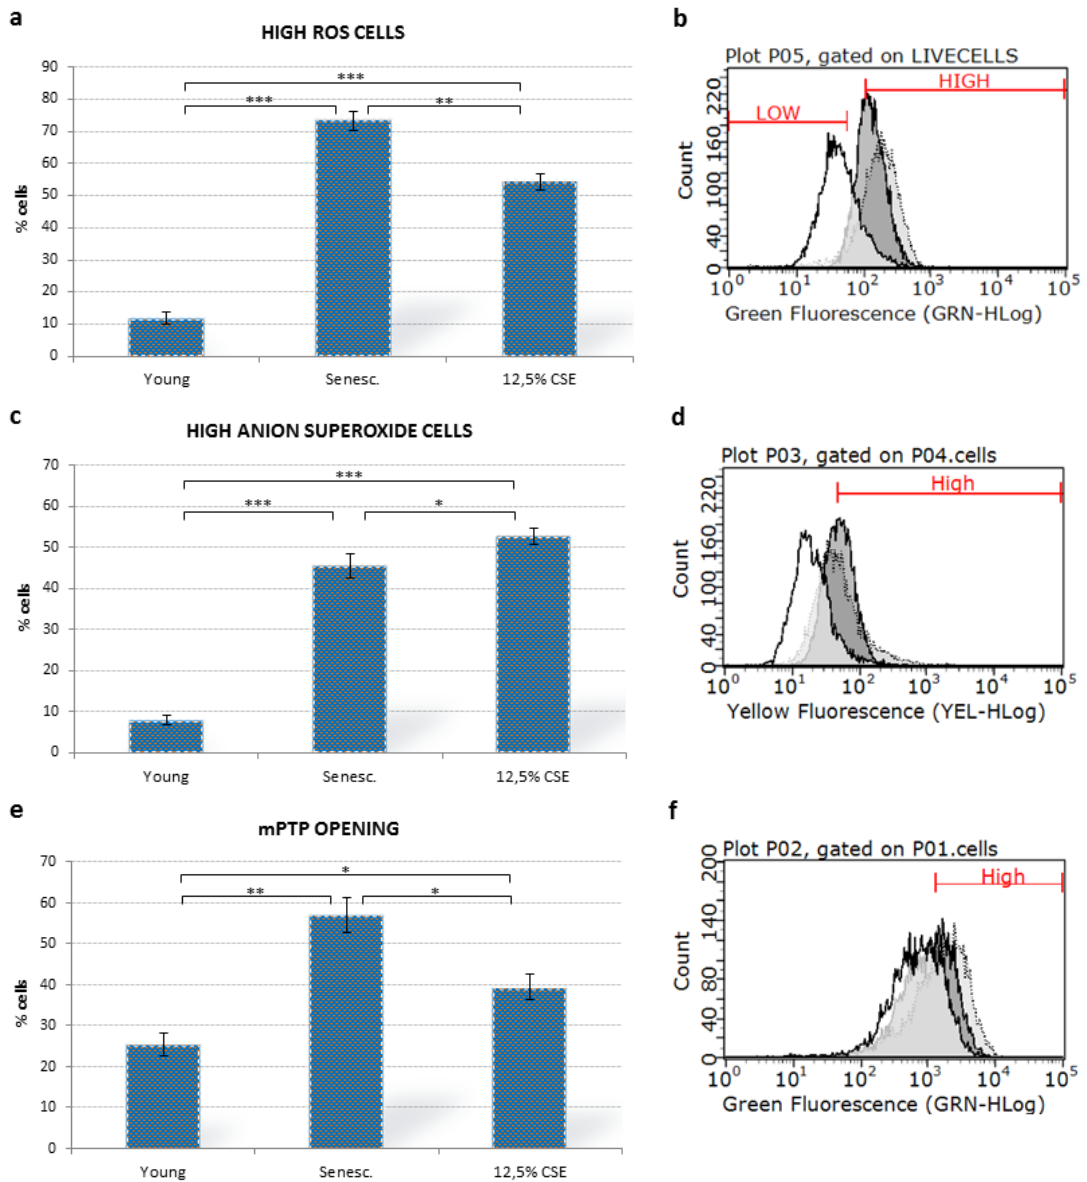 a
HIGH ROS CELLS
90
80
70
60
50
40
30
20
10
0
% cells
***
***
**
Young Senesc. 12,5% CSE
b
Plot P05, gated on LIVECELLS
HIGH
LOW
Count
220
160
100
40
0
10^0 10^1 10^2 10^3 10^4 10^5
Green Fluorescence (GRN-HLog)
c
HIGH ANION SUPEROXIDE CELLS
70
60
50
40
30
20
10
0
% cells
***
***
*
Young Senesc. 12,5% CSE
d
Plot P03, gated on P04.cells
High
Count
220
160
100
40
0
10^0 10^1 10^2 10^3 10^4 10^5
Yellow Fluorescence (YEL-HLog)
e
mPTP OPENING
70
60
50
40
30
20
10
0
% cells
*
**
*
Young Senesc. 12,5% CSE
f
Plot P02, gated on P01.cells
High
Count
200
140
80
40
0
10^0 10^1 10^2 10^3 10^4 10^5
Green Fluorescence (GRN-HLog)